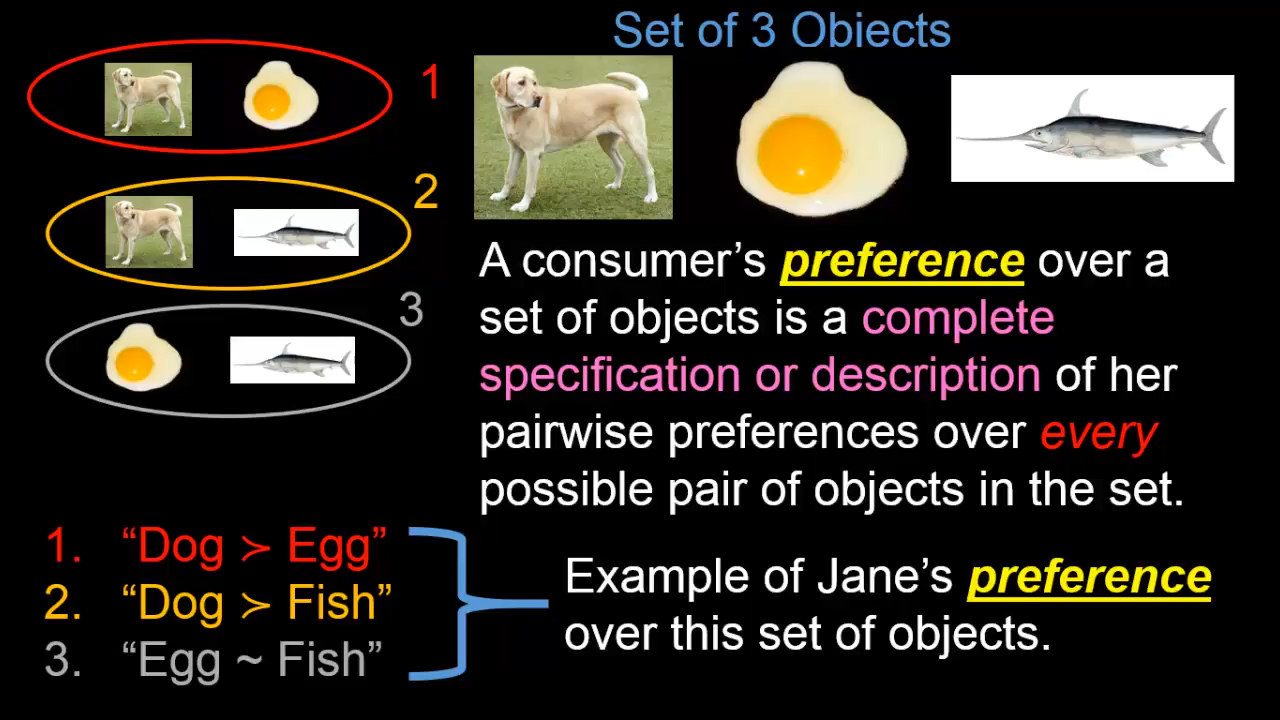 Set of 3 Objects
1
2
3
A consumer’s preference over a
set of objects is a complete
specification or description of her
pairwise preferences over every
possible pair of objects in the set.
1. “Dog ≻ Egg”
2. “Dog ≻ Fish”
3. “Egg ~ Fish”
Example of Jane’s preference
over this set of objects.